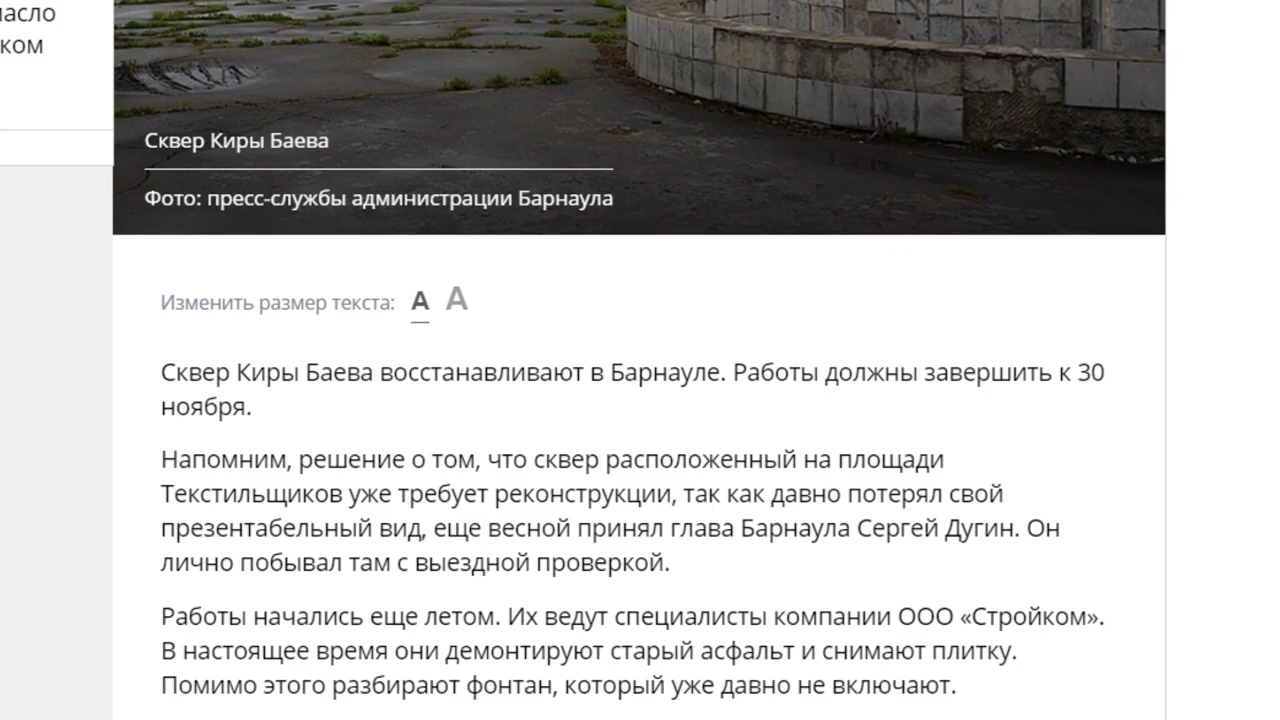 ком
Сквер Киры Баева
Фото: пресс-службы администрации Барнаула
Изменить размер текста: A A
Сквер Киры Баева восстанавливают в Барнауле. Работы должны завершить к 30
ноября.
Напомним, решение о том, что сквер расположенный на площади
Текстильщиков уже требует реконструкции, так как давно потерял свой
презентабельный вид, еще весной принял глава Барнаула Сергей Дугин. Он
лично побывал там с выездной проверкой.
Работы начались еще летом. Их ведут специалисты компании ООО «Стройком».
В настоящее время они демонтируют старый асфальт и снимают плитку.
Помимо этого разбирают фонтан, который уже давно не включают.